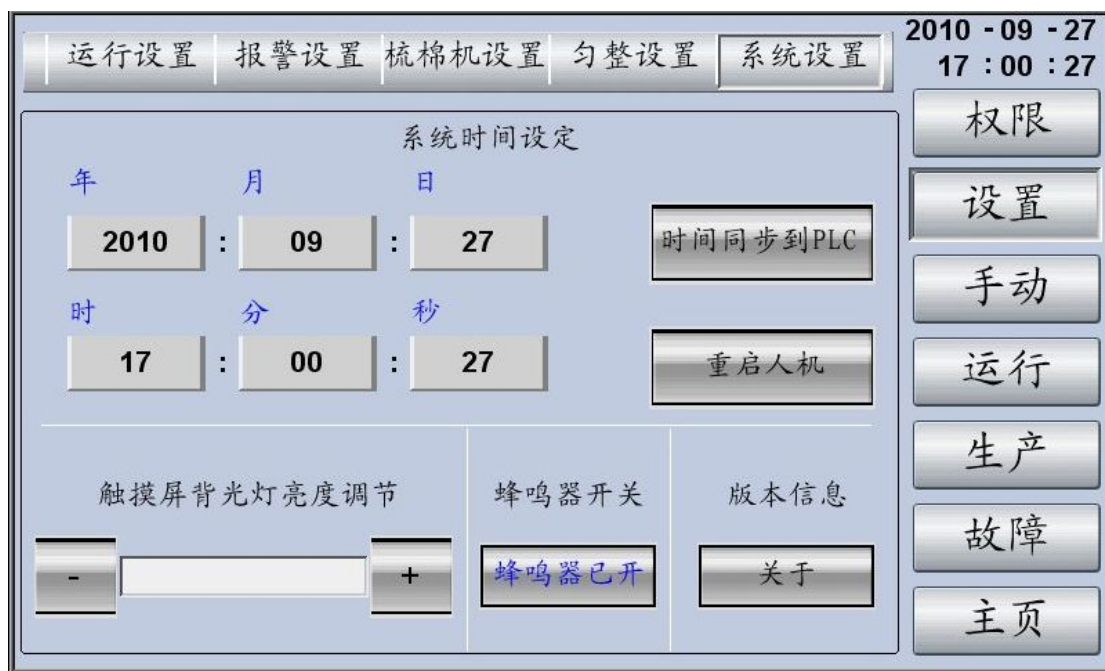 运行设置 报警设置 梳棉机设置 匀整设置 系统设置
2010 - 09 - 27
17 : 00 : 27
系统时间设定
年 月 日
2010 : 09 : 27
时间同步到PLC
时 分 秒
17 : 00 : 27
重启人机
触摸屏背光灯亮度调节
- +
蜂鸣器开关
蜂鸣器已开
版本信息
关于
权限
设置
手动
运行
生产
故障
主页